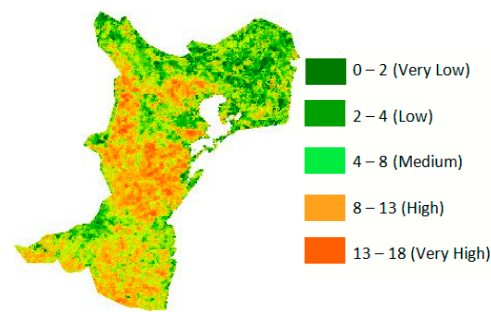 0 – 2 (Very Low)
2 – 4 (Low)
4 – 8 (Medium)
8 – 13 (High)
13 – 18 (Very High)